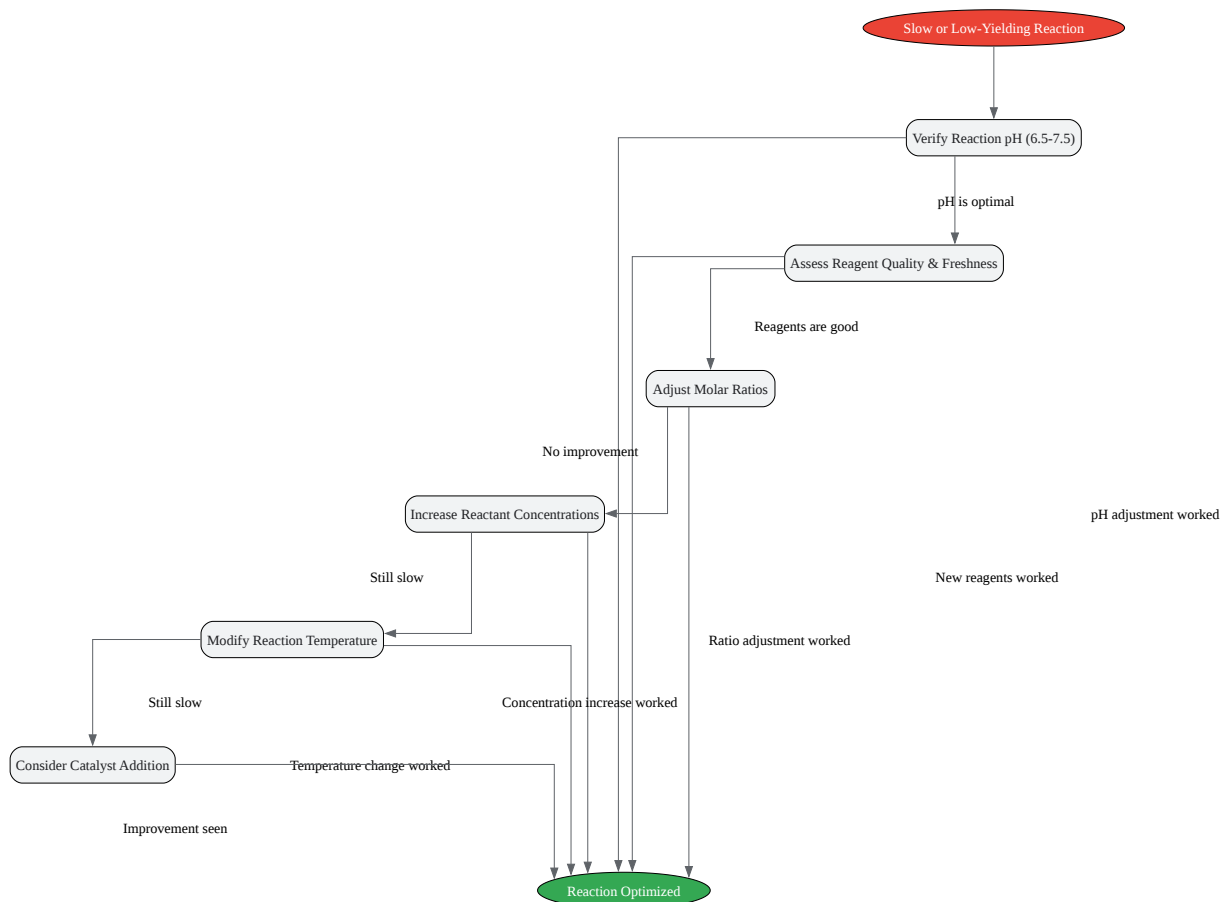 Slow or Low-Yielding Reaction
Verify Reaction pH (6.5-7.5)
pH is optimal
Assess Reagent Quality & Freshness
Reagents are good
Adjust Molar Ratios
No improvement
Increase Reactant Concentrations
pH adjustment worked
Still slow
New reagents worked
Modify Reaction Temperature
Ratio adjustment worked
Still slow
Concentration increase worked
Consider Catalyst Addition
Temperature change worked
Improvement seen
Reaction Optimized